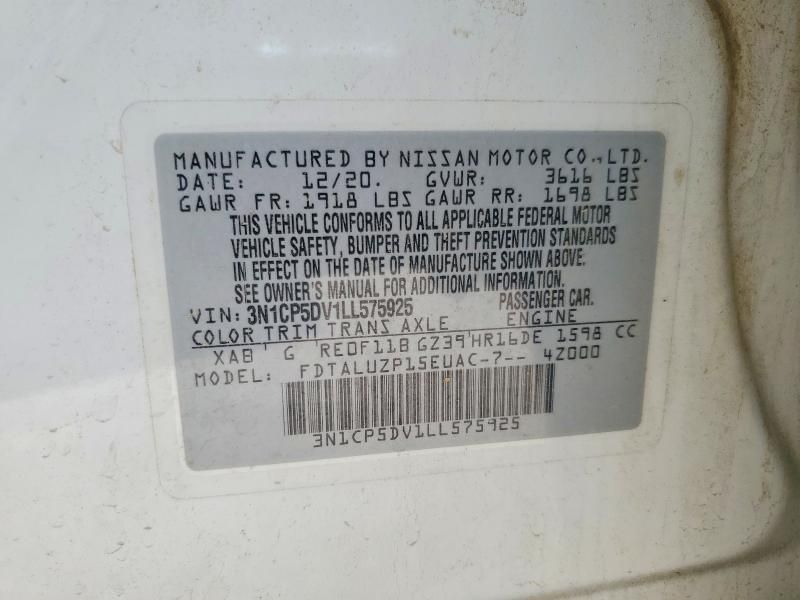 MANUFACTURED BY NISSAN MOTOR CO., LTD.
DATE: 12/20. GVWR: 3616 LBS
GAWR FR: 1918 LBS GAWR RR: 1698 LBS
THIS VEHICLE CONFORMS TO ALL APPLICABLE FEDERAL MOTOR
VEHICLE SAFETY, BUMPER AND THEFT PREVENTION STANDARDS
IN EFFECT ON THE DATE OF MANUFACTURE SHOWN ABOVE.
SEE OWNER'S MANUAL FOR ADDITIONAL INFORMATION.
VIN: 3N1CP5DV1LL575925 PASSENGER CAR.
COLOR TRIM TRANS AXLE ENGINE
XAB G RE0F11B GZ39 HR16DE 1598 CC
MODEL: FDTALUZP15EUAC-7-- 4Z000
3N1CP5DV1LL575925